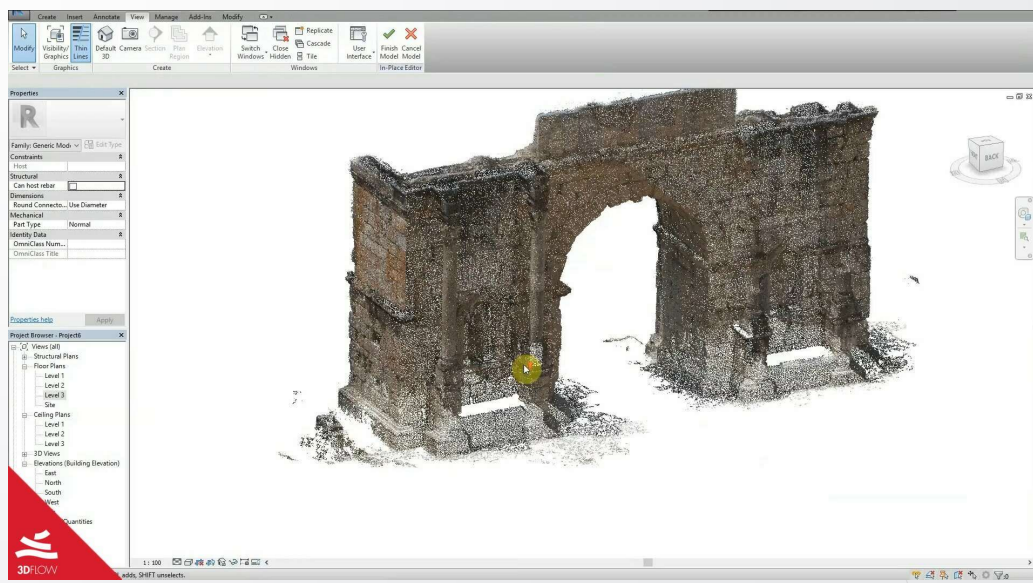 Create Insert Annotate View Manage Add-Ins Modify
Modify Visibility/ Graphics Thin Lines Default 3D Camera Section Plan Region Elevation Switch Windows Close Hidden Replicate Cascade Tile User Interface Finish Model Cancel Model
Select Graphics Create Windows In-Place Editor
Properties
R
Family: Generic Mode Edit Type
Constraints
Host
Structural
Can host rebar
Dimensions
Round Connecto... Use Diameter
Mechanical
Part Type Normal
Identity Data
OmniClass Num...
OmniClass Title
Properties help Apply
Project Browser - Project6
Views (all)
Structural Plans
Floor Plans
Level 1
Level 2
Level 3
Site
Ceiling Plans
Level 1
Level 2
Level 3
3D Views
Elevations (Building Elevation)
East
North
South
West
Quantities
BACK
3DFLOW
1 : 100
adds, SHIFT unselects.
:0